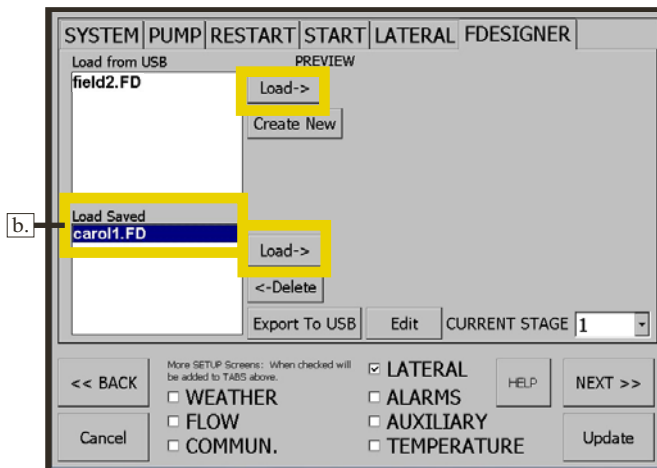 SYSTEM PUMP RESTART START LATERAL FDESIGNER
Load from USB
PREVIEW
field2.FD
Load->
Create New
b.
Load Saved
carol1.FD
Load->
<-Delete
Export To USB
Edit
CURRENT STAGE 1
<< BACK
More SETUP Screens: When checked will
be added to TABS above.
LATERAL
HELP
NEXT >>
WEATHER
ALARMS
FLOW
AUXILIARY
Cancel
COMMUN.
TEMPERATURE
Update